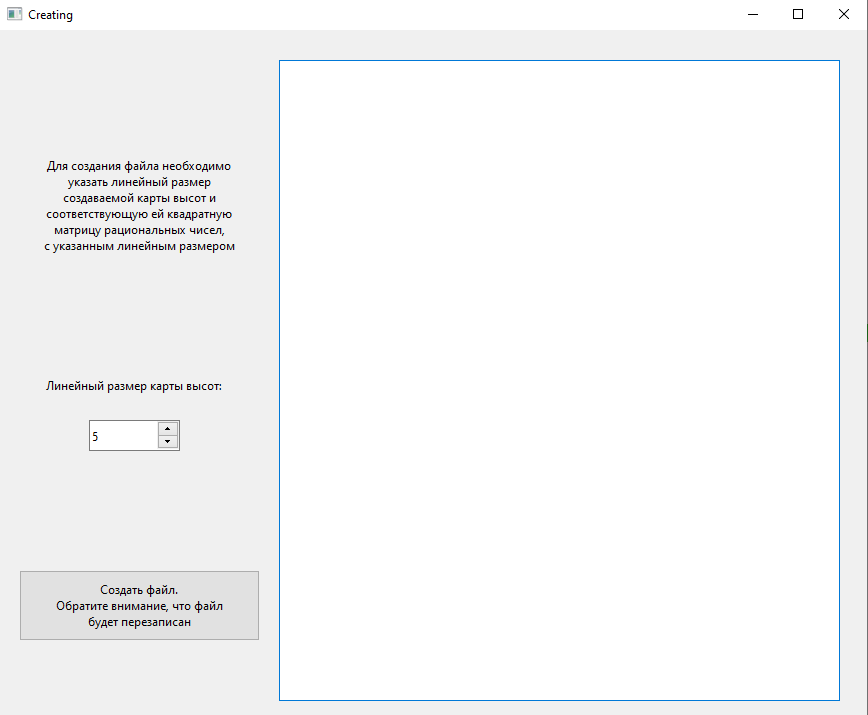 Creating
Для создания файла необходимо
указать линейный размер
создаваемой карты высот и
соответствующую ей квадратную
матрицу рациональных чисел,
с указанным линейным размером
Линейный размер карты высот:
5
Создать файл.
Обратите внимание, что файл
будет перезаписан